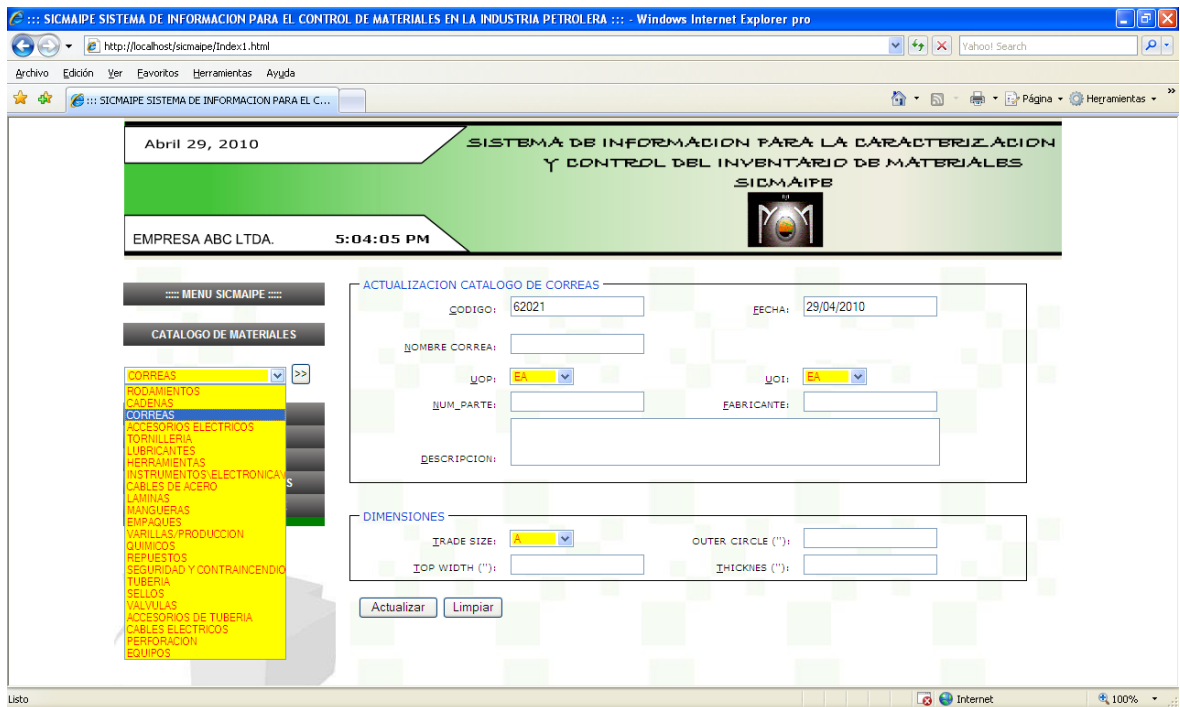 ::: SICMAIPE SISTEMA DE INFORMACION PARA EL CONTROL DE MATERIALES EN LA INDUSTRIA PETROLERA ::: - Windows Internet Explorer pro
http://localhost/sicmaipe/Index1.html
Yahoo! Search
Archivo Edición Ver Favoritos Herramientas Ayuda
::: SICMAIPE SISTEMA DE INFORMACION PARA EL C...
Página Herramientas »
Abril 29, 2010
SISTEMA DE INFORMACION PARA LA CARACTERIZACION
Y CONTROL DEL INVENTARIO DE MATERIALES
SICMAIPE
EMPRESA ABC LTDA. 5:04:05 PM
::::: MENU SICMAIPE :::::
CATALOGO DE MATERIALES
CORREAS >>
RODAMIENTOS
CADENAS
CORREAS
ACCESORIOS ELECTRICOS
TORNILLERIA
LUBRICANTES
HERRAMIENTAS
INSTRUMENTOS\ELECTRONICA\
CABLES DE ACERO
S
LAMINAS
MANGUERAS
EMPAQUES
VARILLAS/PRODUCCION
QUIMICOS
REPUESTOS
SEGURIDAD Y CONTRAINCENDIO
TUBERIA
SELLOS
VALVULAS
ACCESORIOS DE TUBERIA
CABLES ELECTRICOS
PERFORACION
EQUIPOS
ACTUALIZACION CATALOGO DE CORREAS
CODIGO: 62021 FECHA: 29/04/2010
NOMBRE CORREA:
UOP: EA UOI: EA
NUM_PARTE: FABRICANTE:
DESCRIPCION:
DIMENSIONES
TRADE SIZE: A OUTER CIRCLE ("):
TOP WIDTH ("): THICKNES ("):
Actualizar Limpiar
Listo Internet 100%